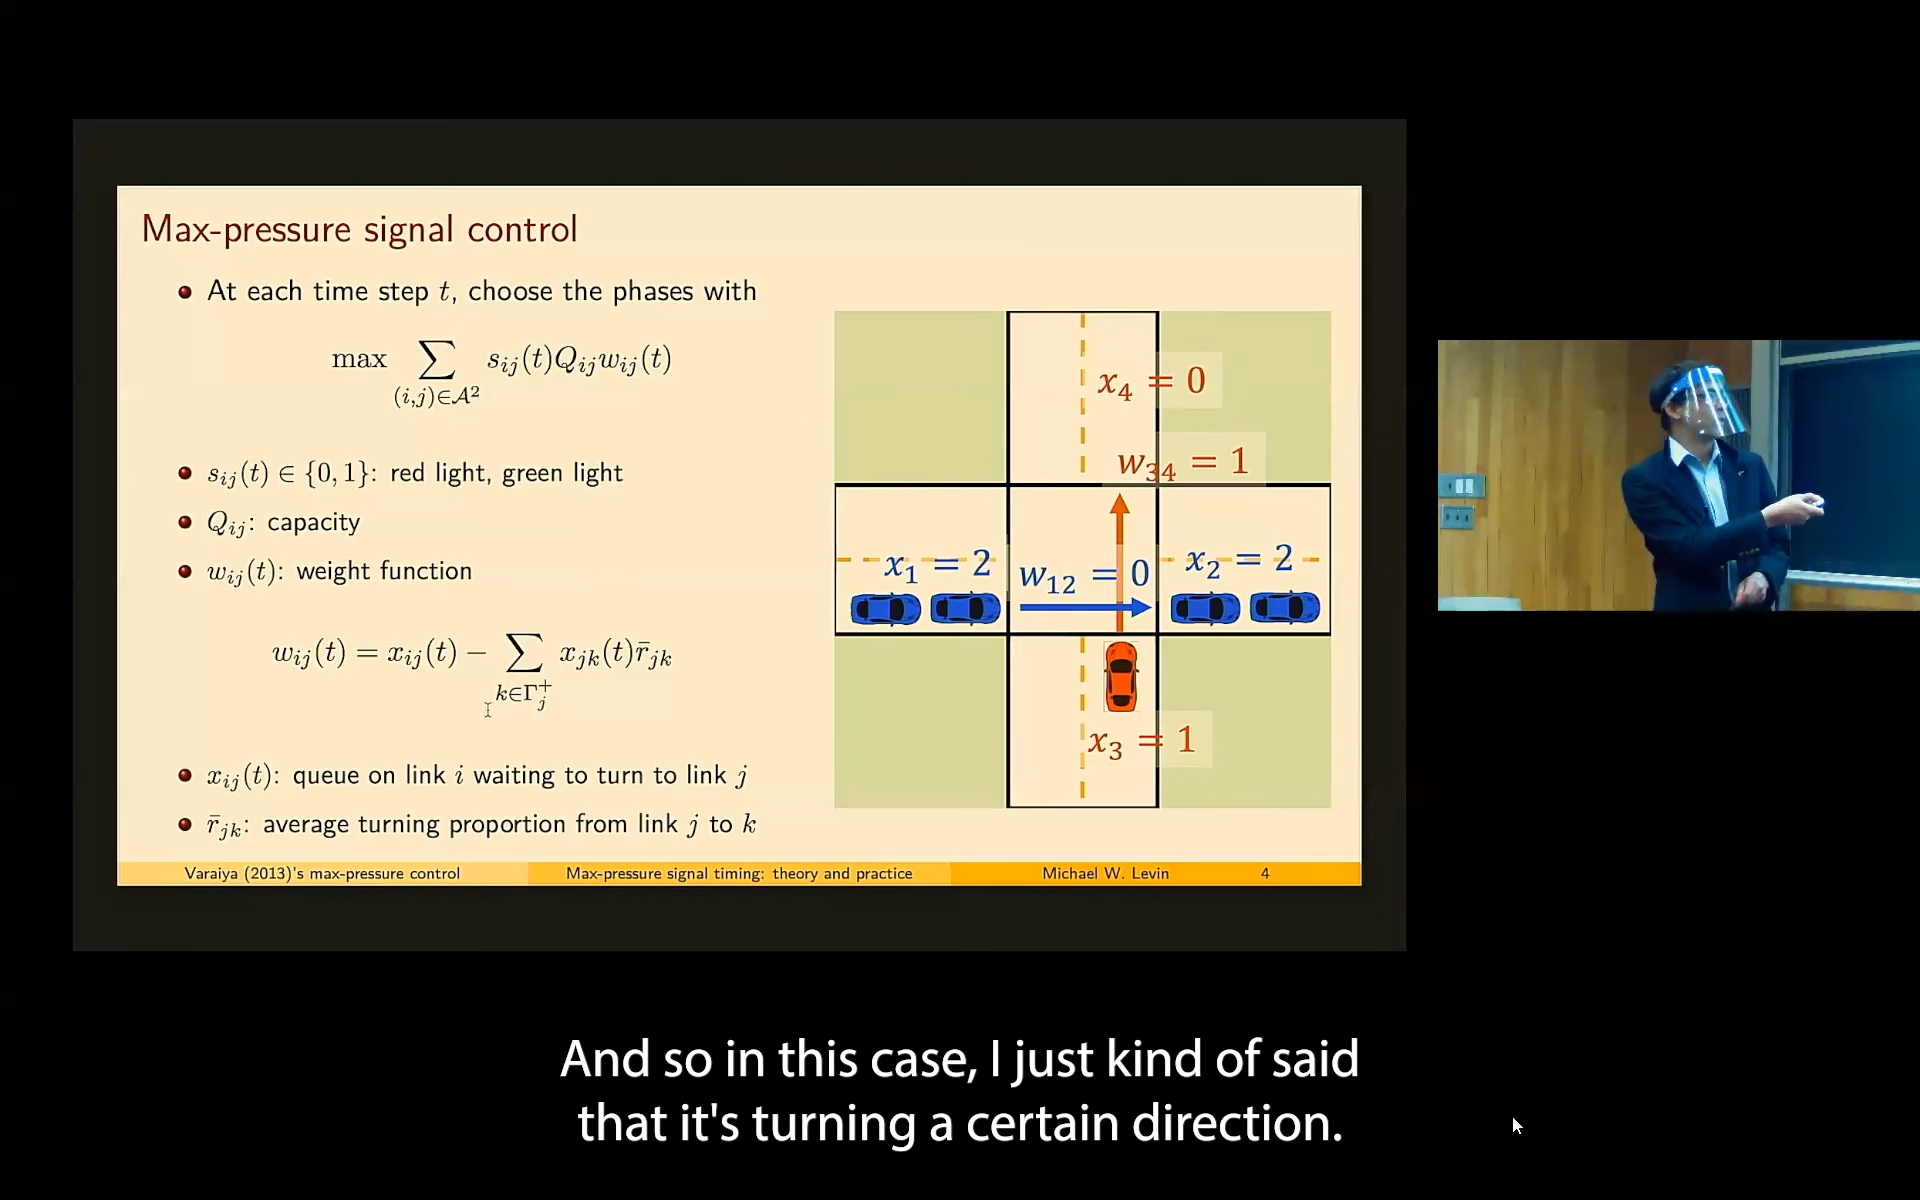 Max-pressure signal control
At each time step t, choose the phases with
max ∑ s_ij(t)Q_ij w_ij(t)
(i,j)∈𝒜²
s_ij(t) ∈ {0, 1}: red light, green light
Q_ij: capacity
w_ij(t): weight function
w_ij(t) = x_ij(t) − ∑ x_jk(t)r̄_jk
k∈Γ_j^+
x_ij(t): queue on link i waiting to turn to link j
r̄_jk: average turning proportion from link j to k
x_4 = 0
w_34 = 1
x_1 = 2
w_12 = 0
x_2 = 2
x_3 = 1
Varaiya (2013)'s max-pressure control
Max-pressure signal timing: theory and practice
Michael W. Levin
4
And so in this case, I just kind of said
that it's turning a certain direction.